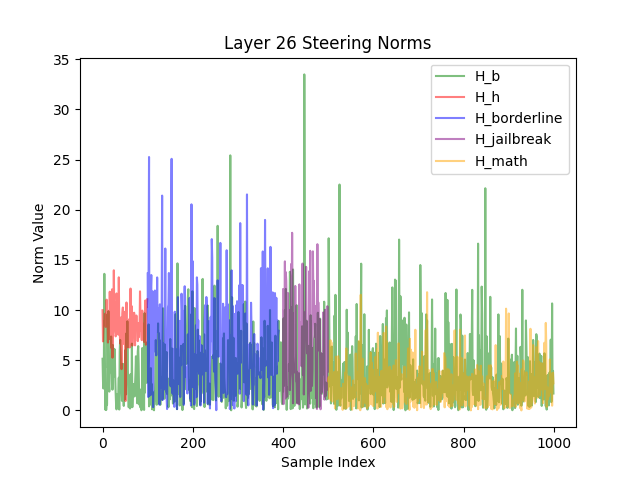 Layer 26 Steering Norms
Norm Value
35
30
25
20
15
10
5
0
H_b
H_h
H_borderline
H_jailbreak
H_math
0
200
400
600
800
1000
Sample Index